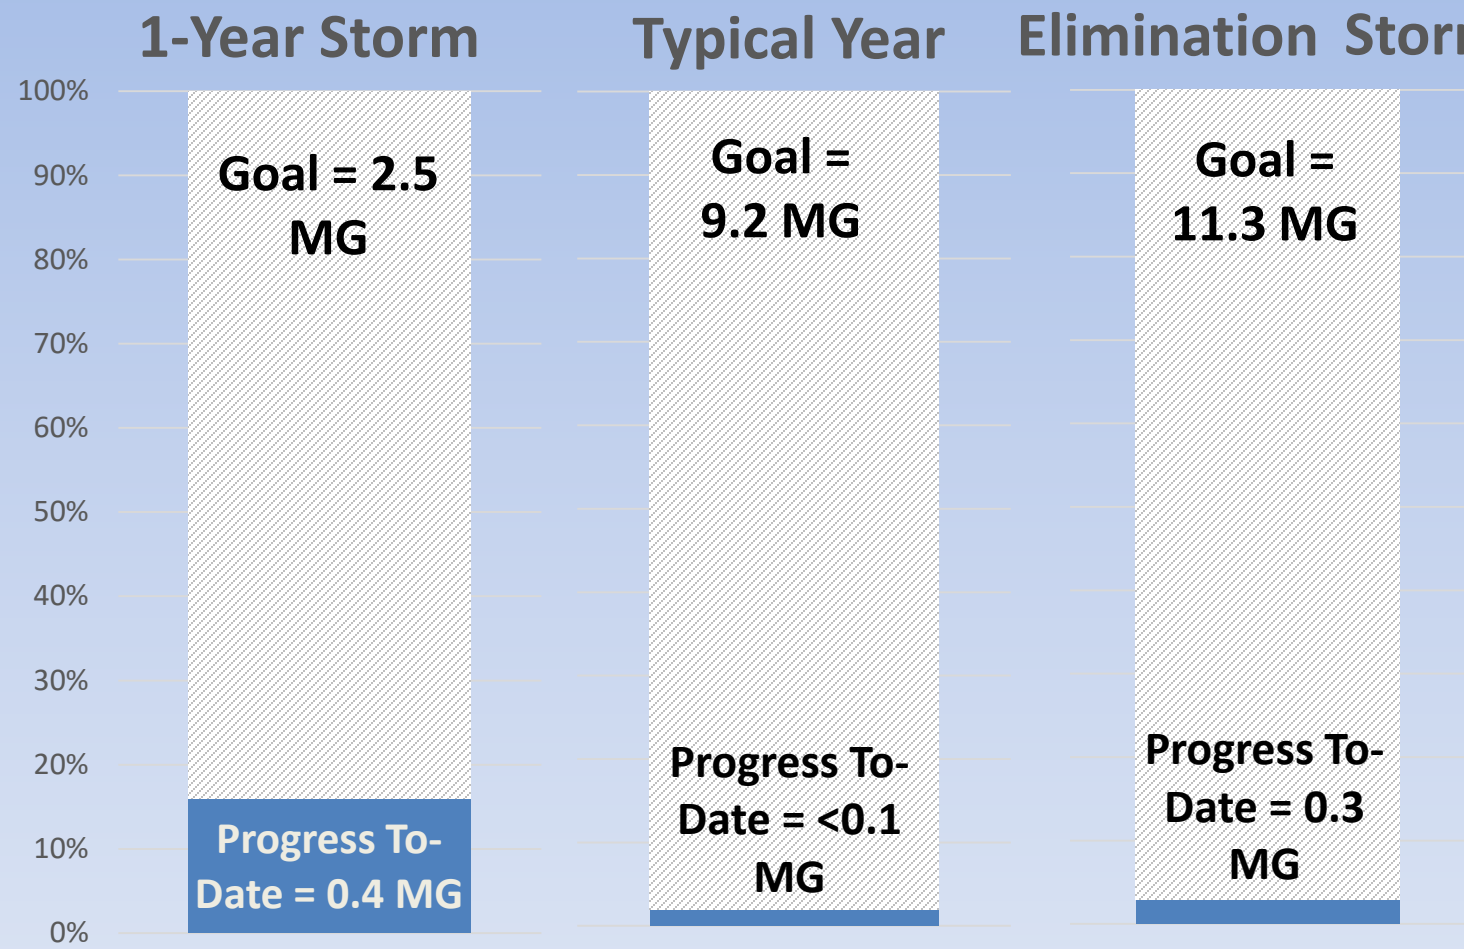 1-Year Storm
Typical Year
Elimination Stor
100%
90%
80%
70%
60%
50%
40%
30%
20%
10%
0%
Goal = 2.5
MG
Progress To-
Date = 0.4 MG
Goal =
9.2 MG
Progress To-
Date = <0.1
MG
Goal =
11.3 MG
Progress To-
Date = 0.3
MG